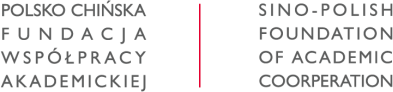 POLSKO CHIŃSKA
FUNDACJA
WSPÓŁPRACY
AKADEMICKIEJ
SINO-POLISH
FOUNDATION
OF ACADEMIC
COORPERATION